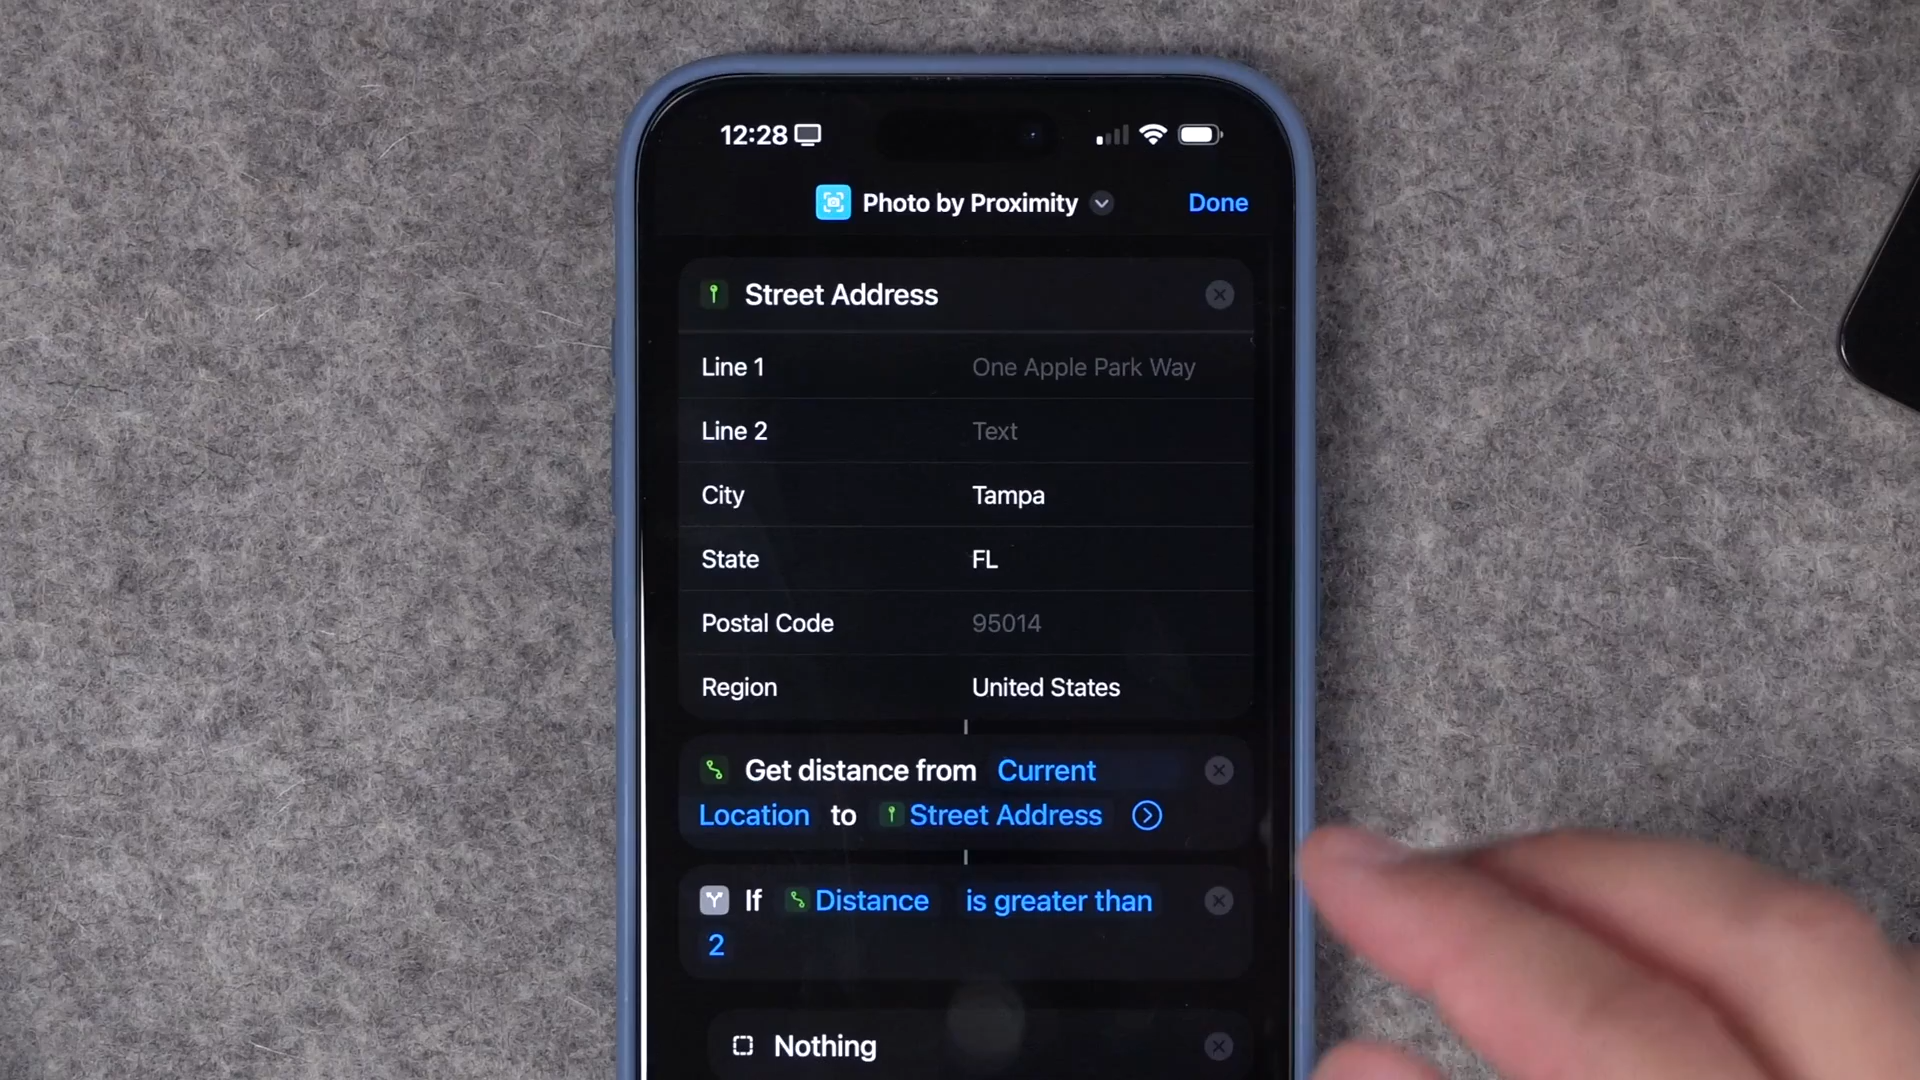 12:28
Photo by Proximity
Done
Street Address
Line 1 One Apple Park Way
Line 2 Text
City Tampa
State FL
Postal Code 95014
Region United States
Get distance from Current
Location to Street Address
If Distance is greater than
2
Nothing